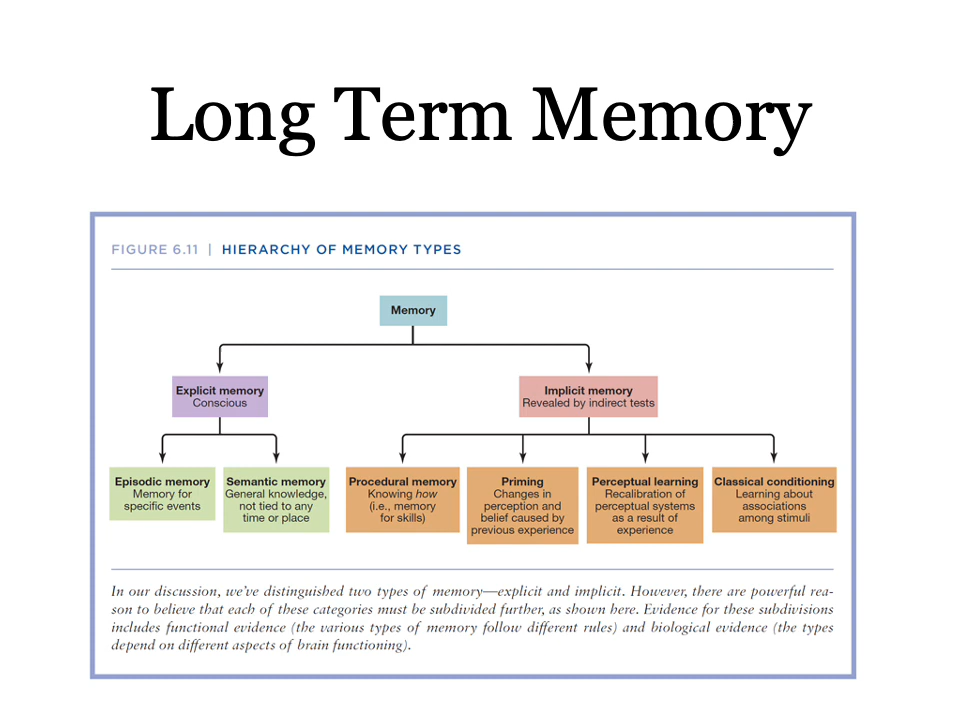 Long Term Memory
FIGURE 6.11 | HIERARCHY OF MEMORY TYPES
Memory
Explicit memory
Conscious
Implicit memory
Revealed by indirect tests
Episodic memory
Memory for
specific events
Semantic memory
General knowledge,
not tied to any
time or place
Procedural memory
Knowing how
(i.e., memory
for skills)
Priming
Changes in
perception and
belief caused by
previous experience
Perceptual learning
Recalibration of
perceptual systems
as a result of
experience
Classical conditioning
Learning about
associations
among stimuli
In our discussion, we've distinguished two types of memory—explicit and implicit. However, there are powerful rea-
son to believe that each of these categories must be subdivided further, as shown here. Evidence for these subdivisions
includes functional evidence (the various types of memory follow different rules) and biological evidence (the types
depend on different aspects of brain functioning).